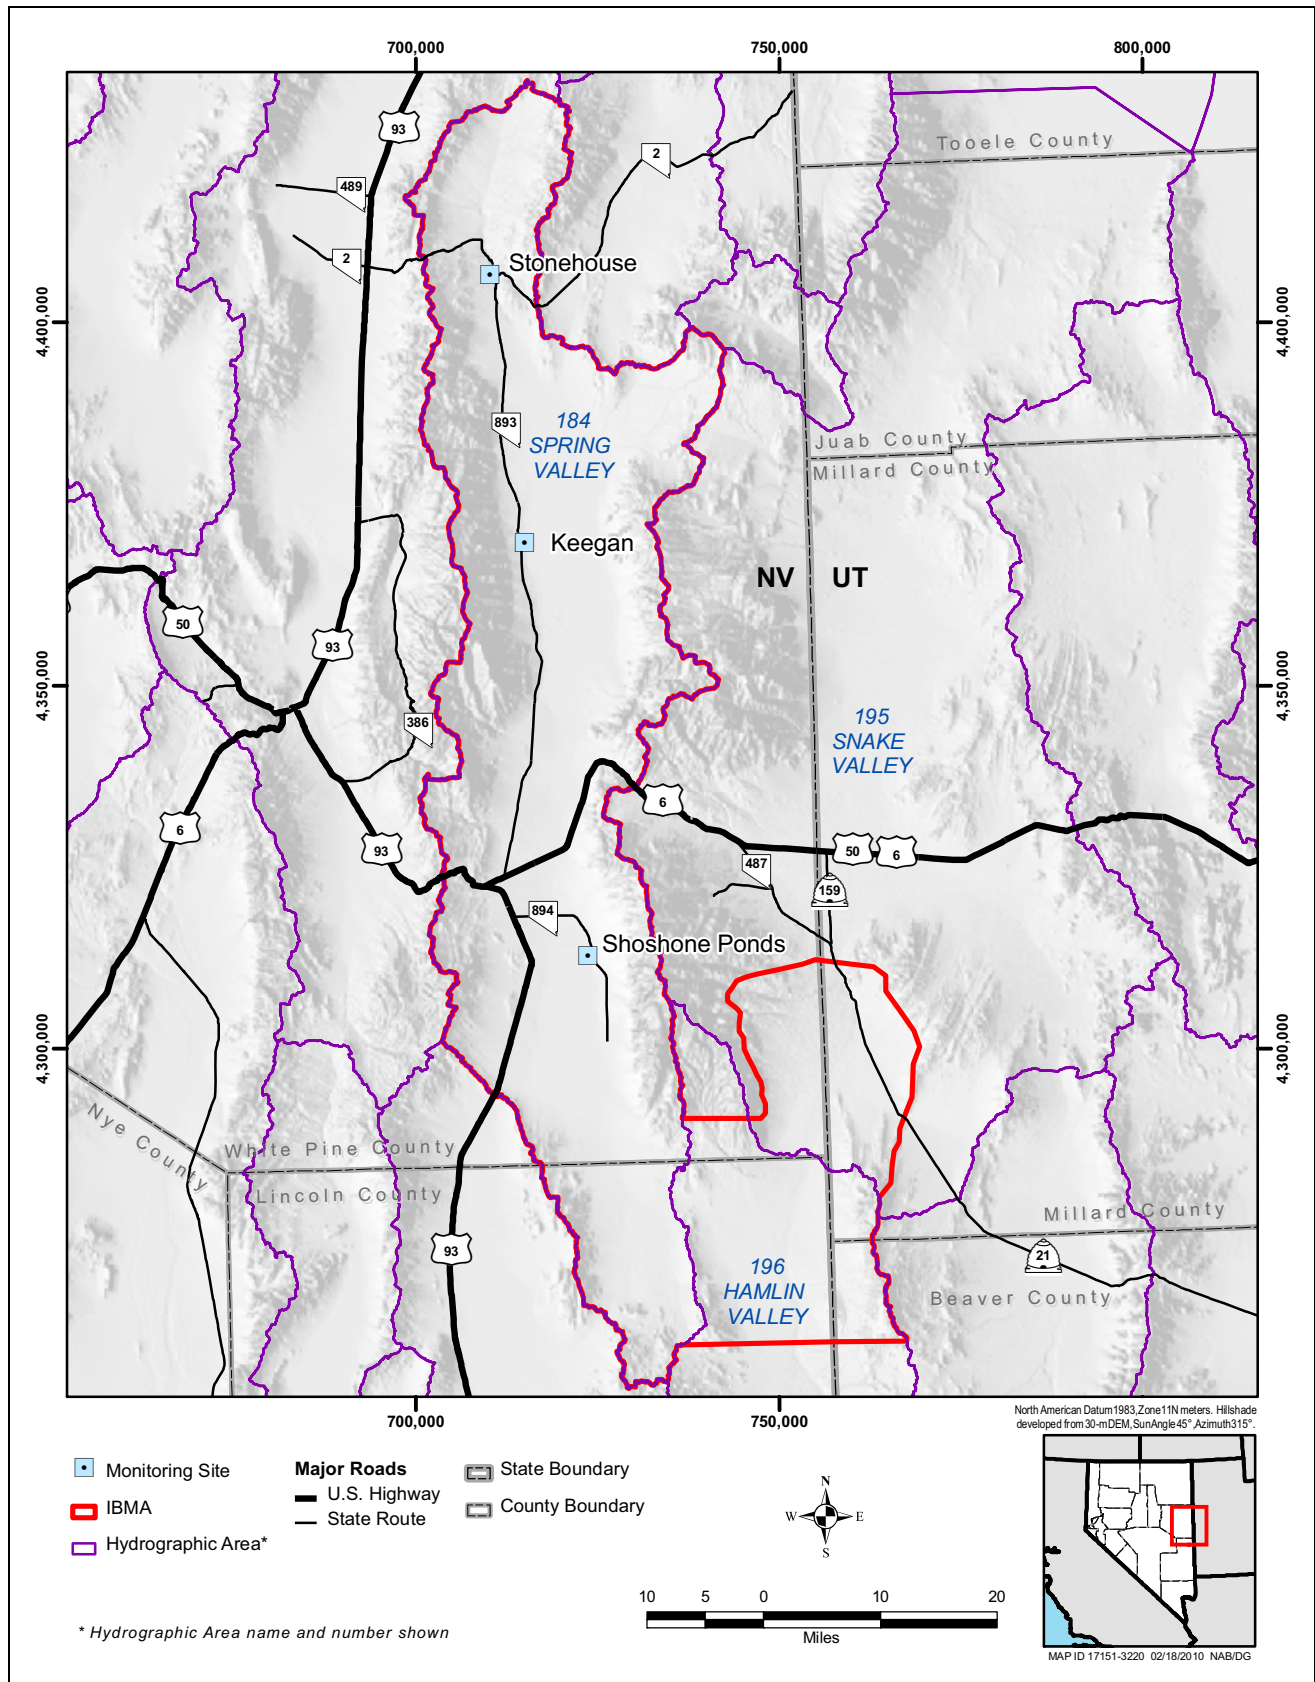 700,000
750,000
800,000
93
Tooele County
2
489
2
Stonehouse
4,400,000
4,400,000
893
184
SPRING
VALLEY
Juab County
Millard County
Keegan
NV
UT
50
93
4,350,000
4,350,000
386
195
SNAKE
VALLEY
6
6
93
50
6
487
159
894
Shoshone Ponds
4,300,000
4,300,000
Nye County
White Pine County
Lincoln County
Millard County
93
21
196
HAMLIN
VALLEY
Beaver County
700,000
750,000
North American Datum 1983, Zone 11N meters. Hillshade
developed from 30-m DEM, Sun Angle 45°, Azimuth 315°.
Monitoring Site
IBMA
Hydrographic Area*
Major Roads
U.S. Highway
State Route
State Boundary
County Boundary
N
W
E
S
10
5
0
10
20
Miles
* Hydrographic Area name and number shown
MAP ID 17151-3220 02/18/2010 NAB/DG